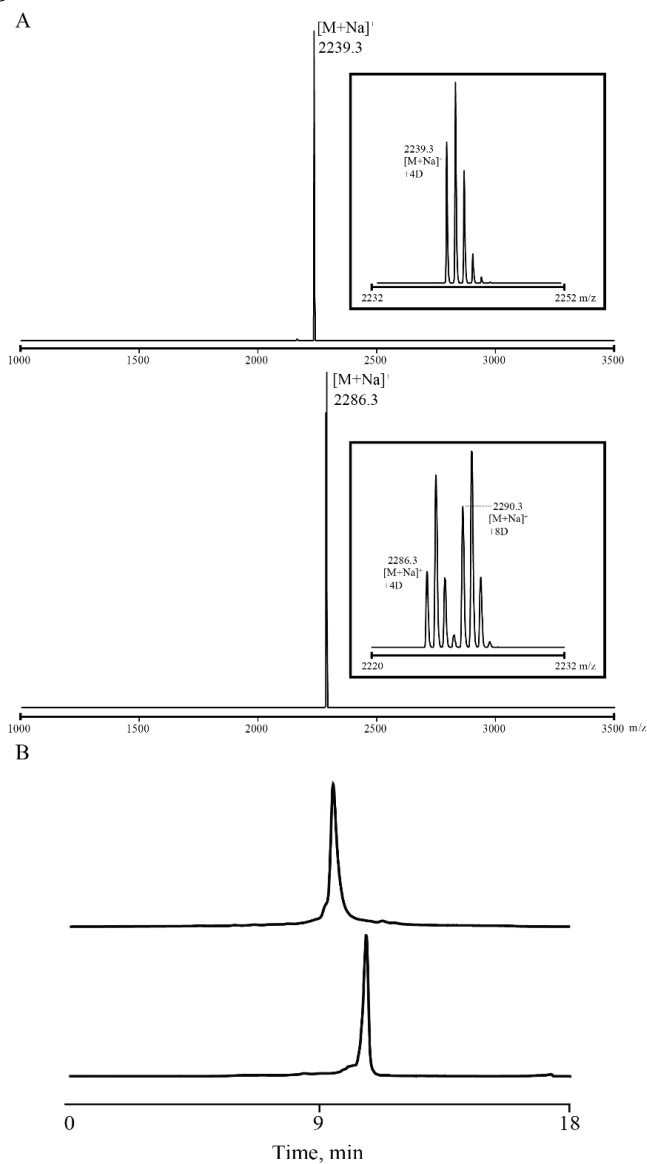 A
[M+Na]⁺
2239.3
2239.3
[M+Na]⁺
+4D
2232
2252 m/z
1000
1500
2000
2500
3000
3500
[M+Na]⁺
2286.3
2290.3
[M+Na]⁺
+8D
2286.3
[M+Na]⁺
+4D
2220
2232 m/z
1000
1500
2000
2500
3000
3500 m/z
B
0
9
18
Time, min